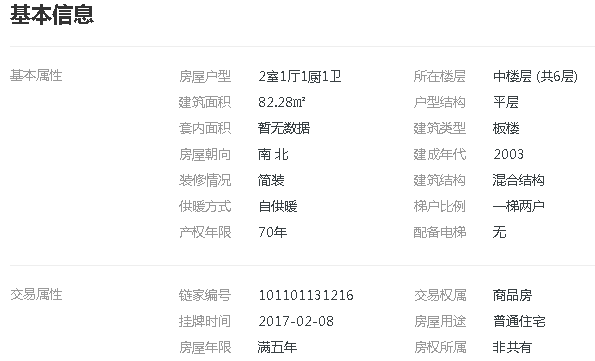 基本信息
基本属性 房屋户型 2室1厅1厨1卫 所在楼层 中楼层 (共6层)
建筑面积 82.28㎡ 户型结构 平层
套内面积 暂无数据 建筑类型 板楼
房屋朝向 南 北 建成年代 2003
装修情况 简装 建筑结构 混合结构
供暖方式 自供暖 梯户比例 一梯两户
产权年限 70年 配备电梯 无
交易属性 链家编号 101101131216 交易权属 商品房
挂牌时间 2017-02-08 房屋用途 普通住宅
房屋年限 满五年 房权所属 非共有